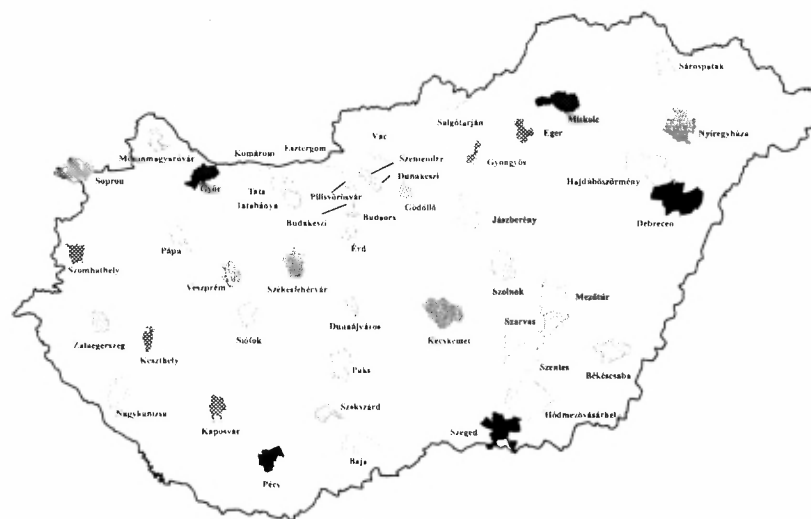 Sárospatak
Miskolc
Salgótarján
Eger
Nyíregyháza
Vác
Esztergom
Komárom
Mosonmagyaróvár
Szentendre
Gyöngyös
Sopron
Győr
Tata
Dunakeszi
Hajdúböszörmény
Tatabánya
Pilisvörösvár
Gödöllő
Budakeszi
Budaörs
Jászberény
Debrecen
Pápa
Érd
Szombathely
Veszprém
Székesfehérvár
Szolnok
Mezőtúr
Zalaegerszeg
Keszthely
Siófok
Dunaújváros
Kecskemét
Szarvas
Paks
Szentes
Békéscsaba
Nagykanizsa
Kaposvár
Szekszárd
Hódmezővásárhel
Szeged
Baja
Pécs